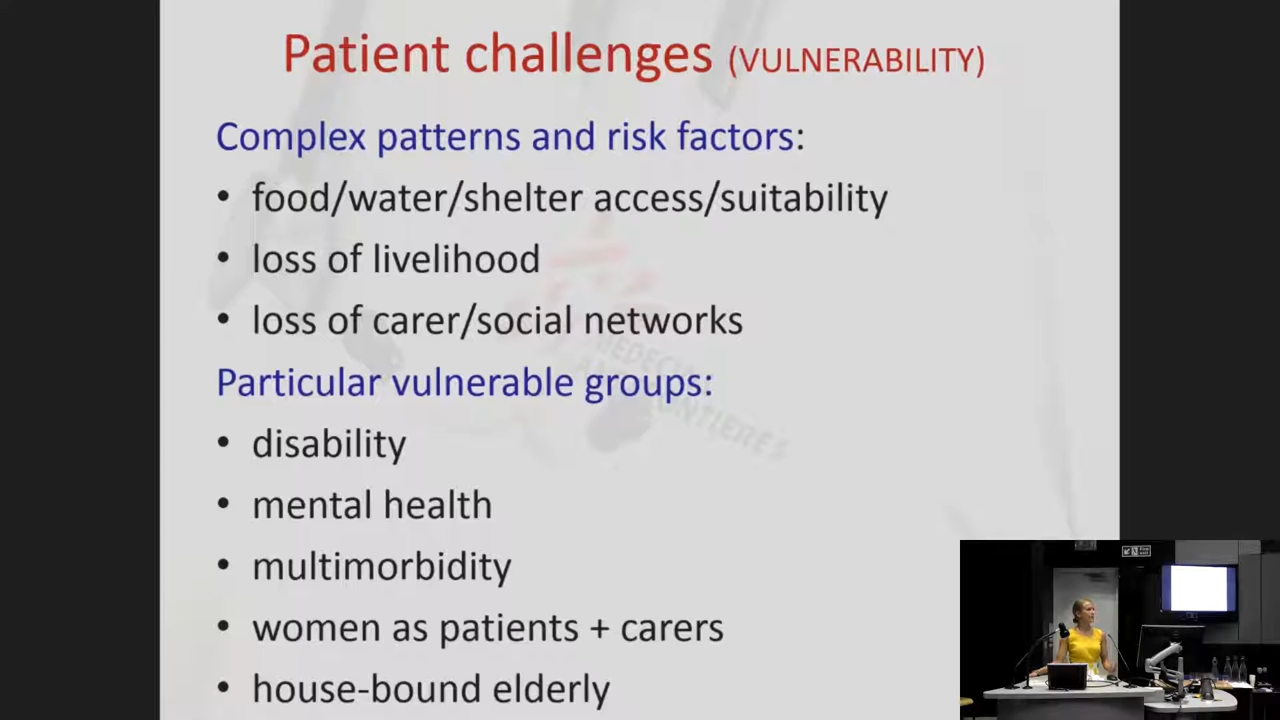 Patient challenges (VULNERABILITY)
Complex patterns and risk factors:
• food/water/shelter access/suitability
• loss of livelihood
• loss of carer/social networks
Particular vulnerable groups:
• disability
• mental health
• multimorbidity
• women as patients + carers
• house-bound elderly